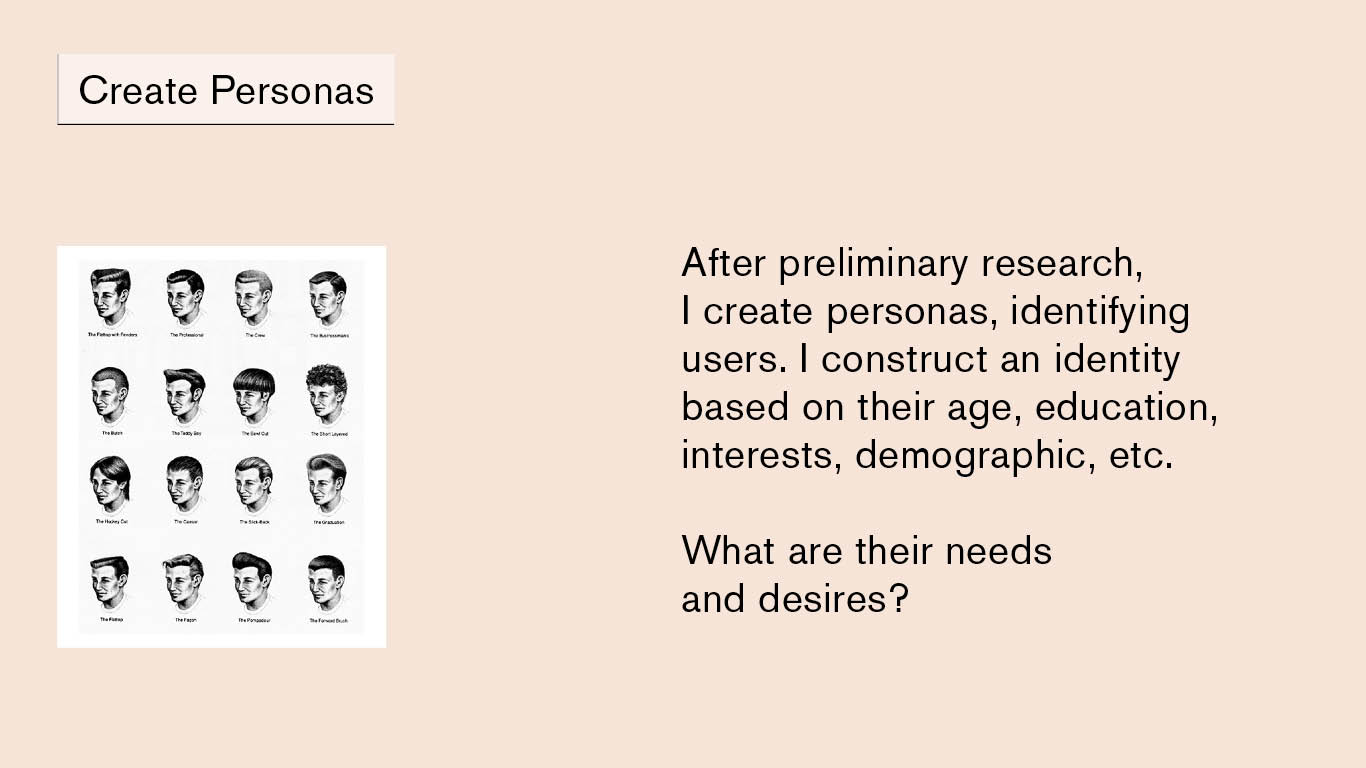 Create Personas
After preliminary research,
I create personas, identifying
users. I construct an identity
based on their age, education,
interests, demographic, etc.
What are their needs
and desires?
The Flattop with Fenders
The Professional
The Crew
The Businessman's
The Butch
The Teddy Boy
The Bowl Cut
The Short Layered
The Hockey Cut
The Caesar
The Slick-Back
The Graduation
The Flattop
The Façon
The Pompadour
The Forward Brush